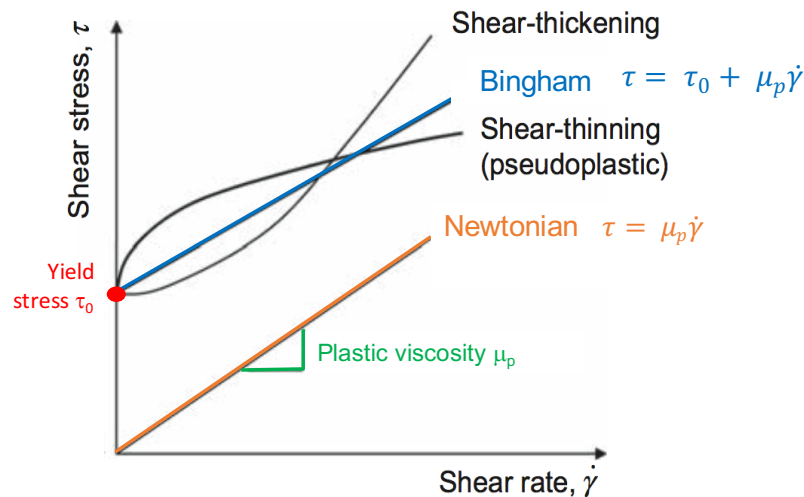 Shear stress, τ
Shear-thickening
Bingham τ = τ₀ + μₚγ̇
Shear-thinning
(pseudoplastic)
Newtonian τ = μₚγ̇
Yield
stress τ₀
Plastic viscosity μₚ
Shear rate, γ̇